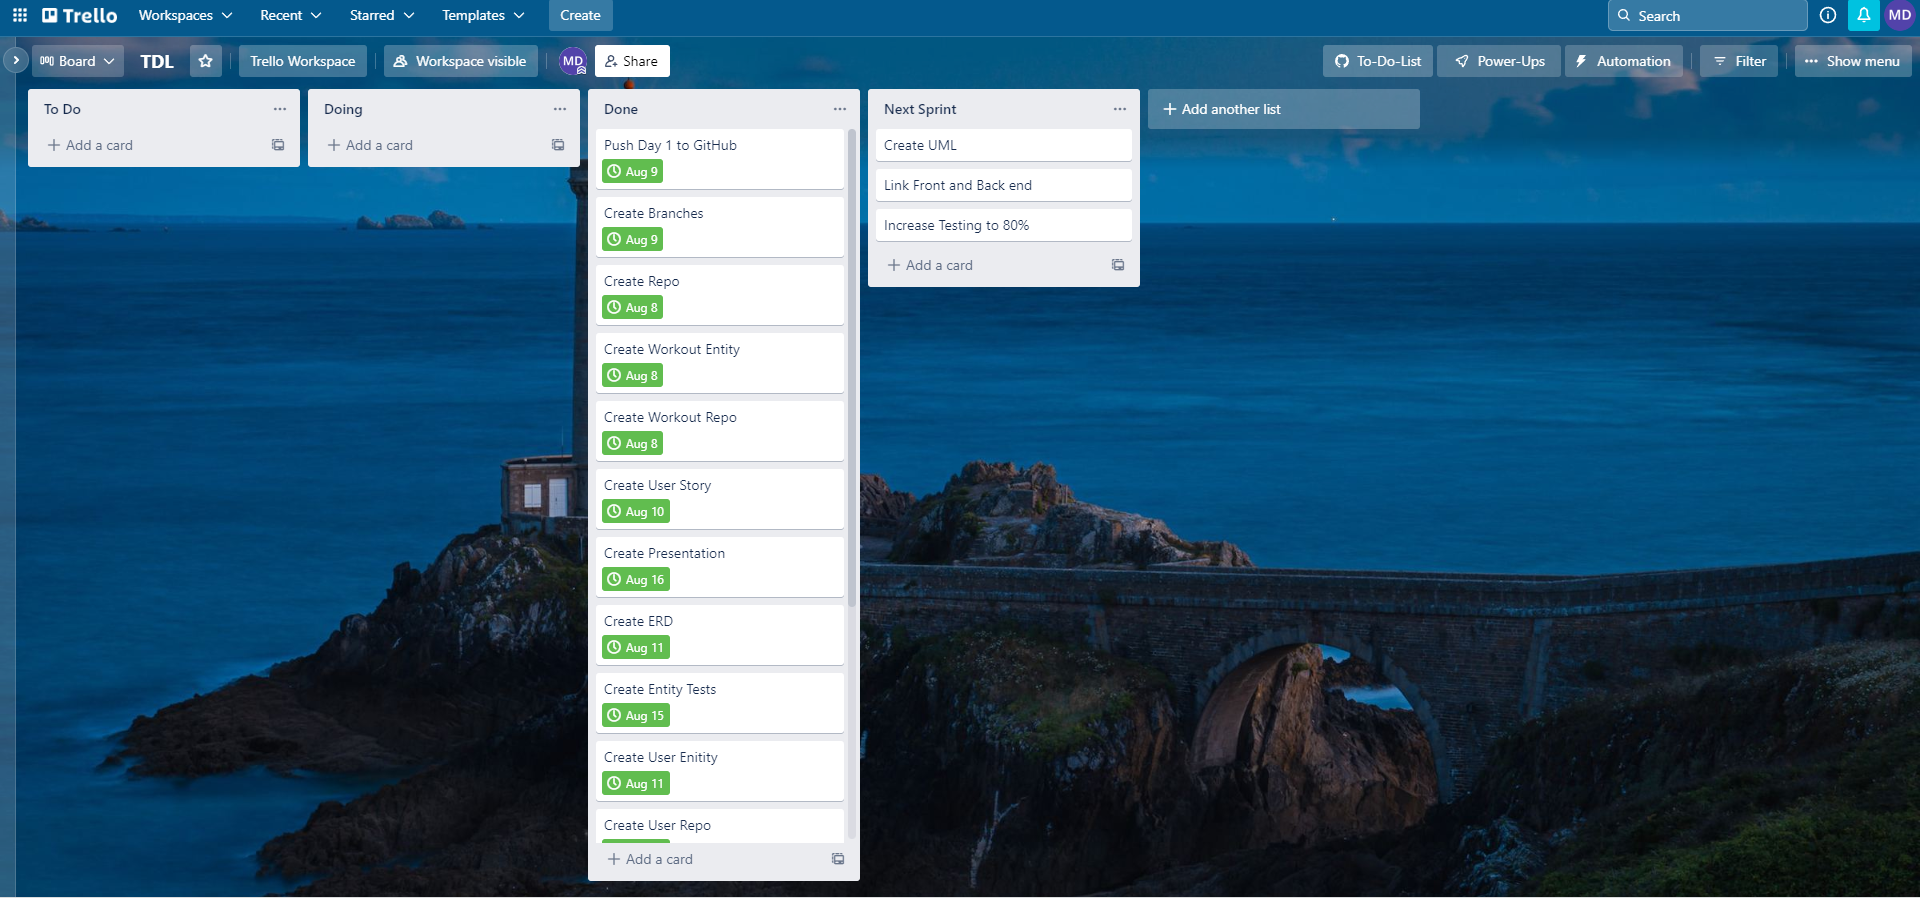 Trello
Workspaces
Recent
Starred
Templates
Create
Search
MD
Board
TDL
Trello Workspace
Workspace visible
MD
Share
To-Do-List
Power-Ups
Automation
Filter
Show menu
To Do
Add a card
Doing
Add a card
Done
Push Day 1 to GitHub
Aug 9
Create Branches
Aug 9
Create Repo
Aug 8
Create Workout Entity
Aug 8
Create Workout Repo
Aug 8
Create User Story
Aug 10
Create Presentation
Aug 16
Create ERD
Aug 11
Create Entity Tests
Aug 15
Create User Enitity
Aug 11
Create User Repo
Add a card
Next Sprint
Create UML
Link Front and Back end
Increase Testing to 80%
Add a card
Add another list